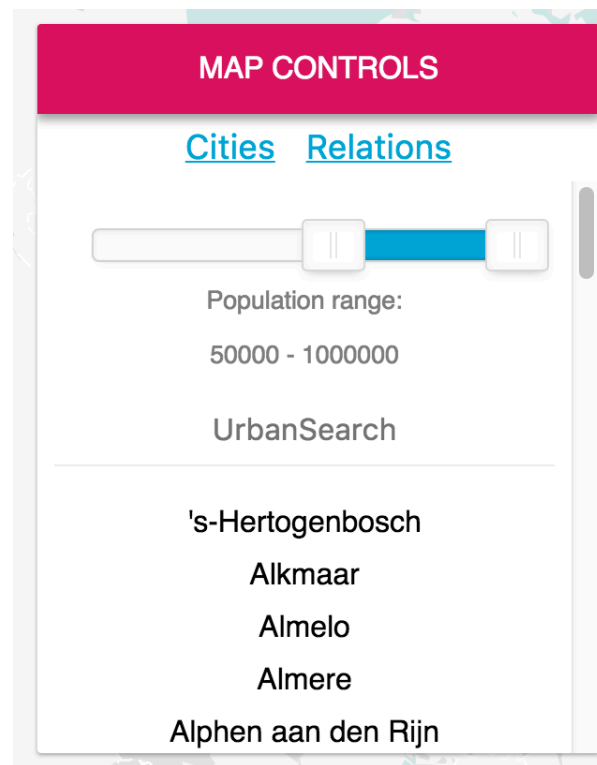 MAP CONTROLS
Cities Relations
Population range:
50000 - 1000000
UrbanSearch
's-Hertogenbosch
Alkmaar
Almelo
Almere
Alphen aan den Rijn